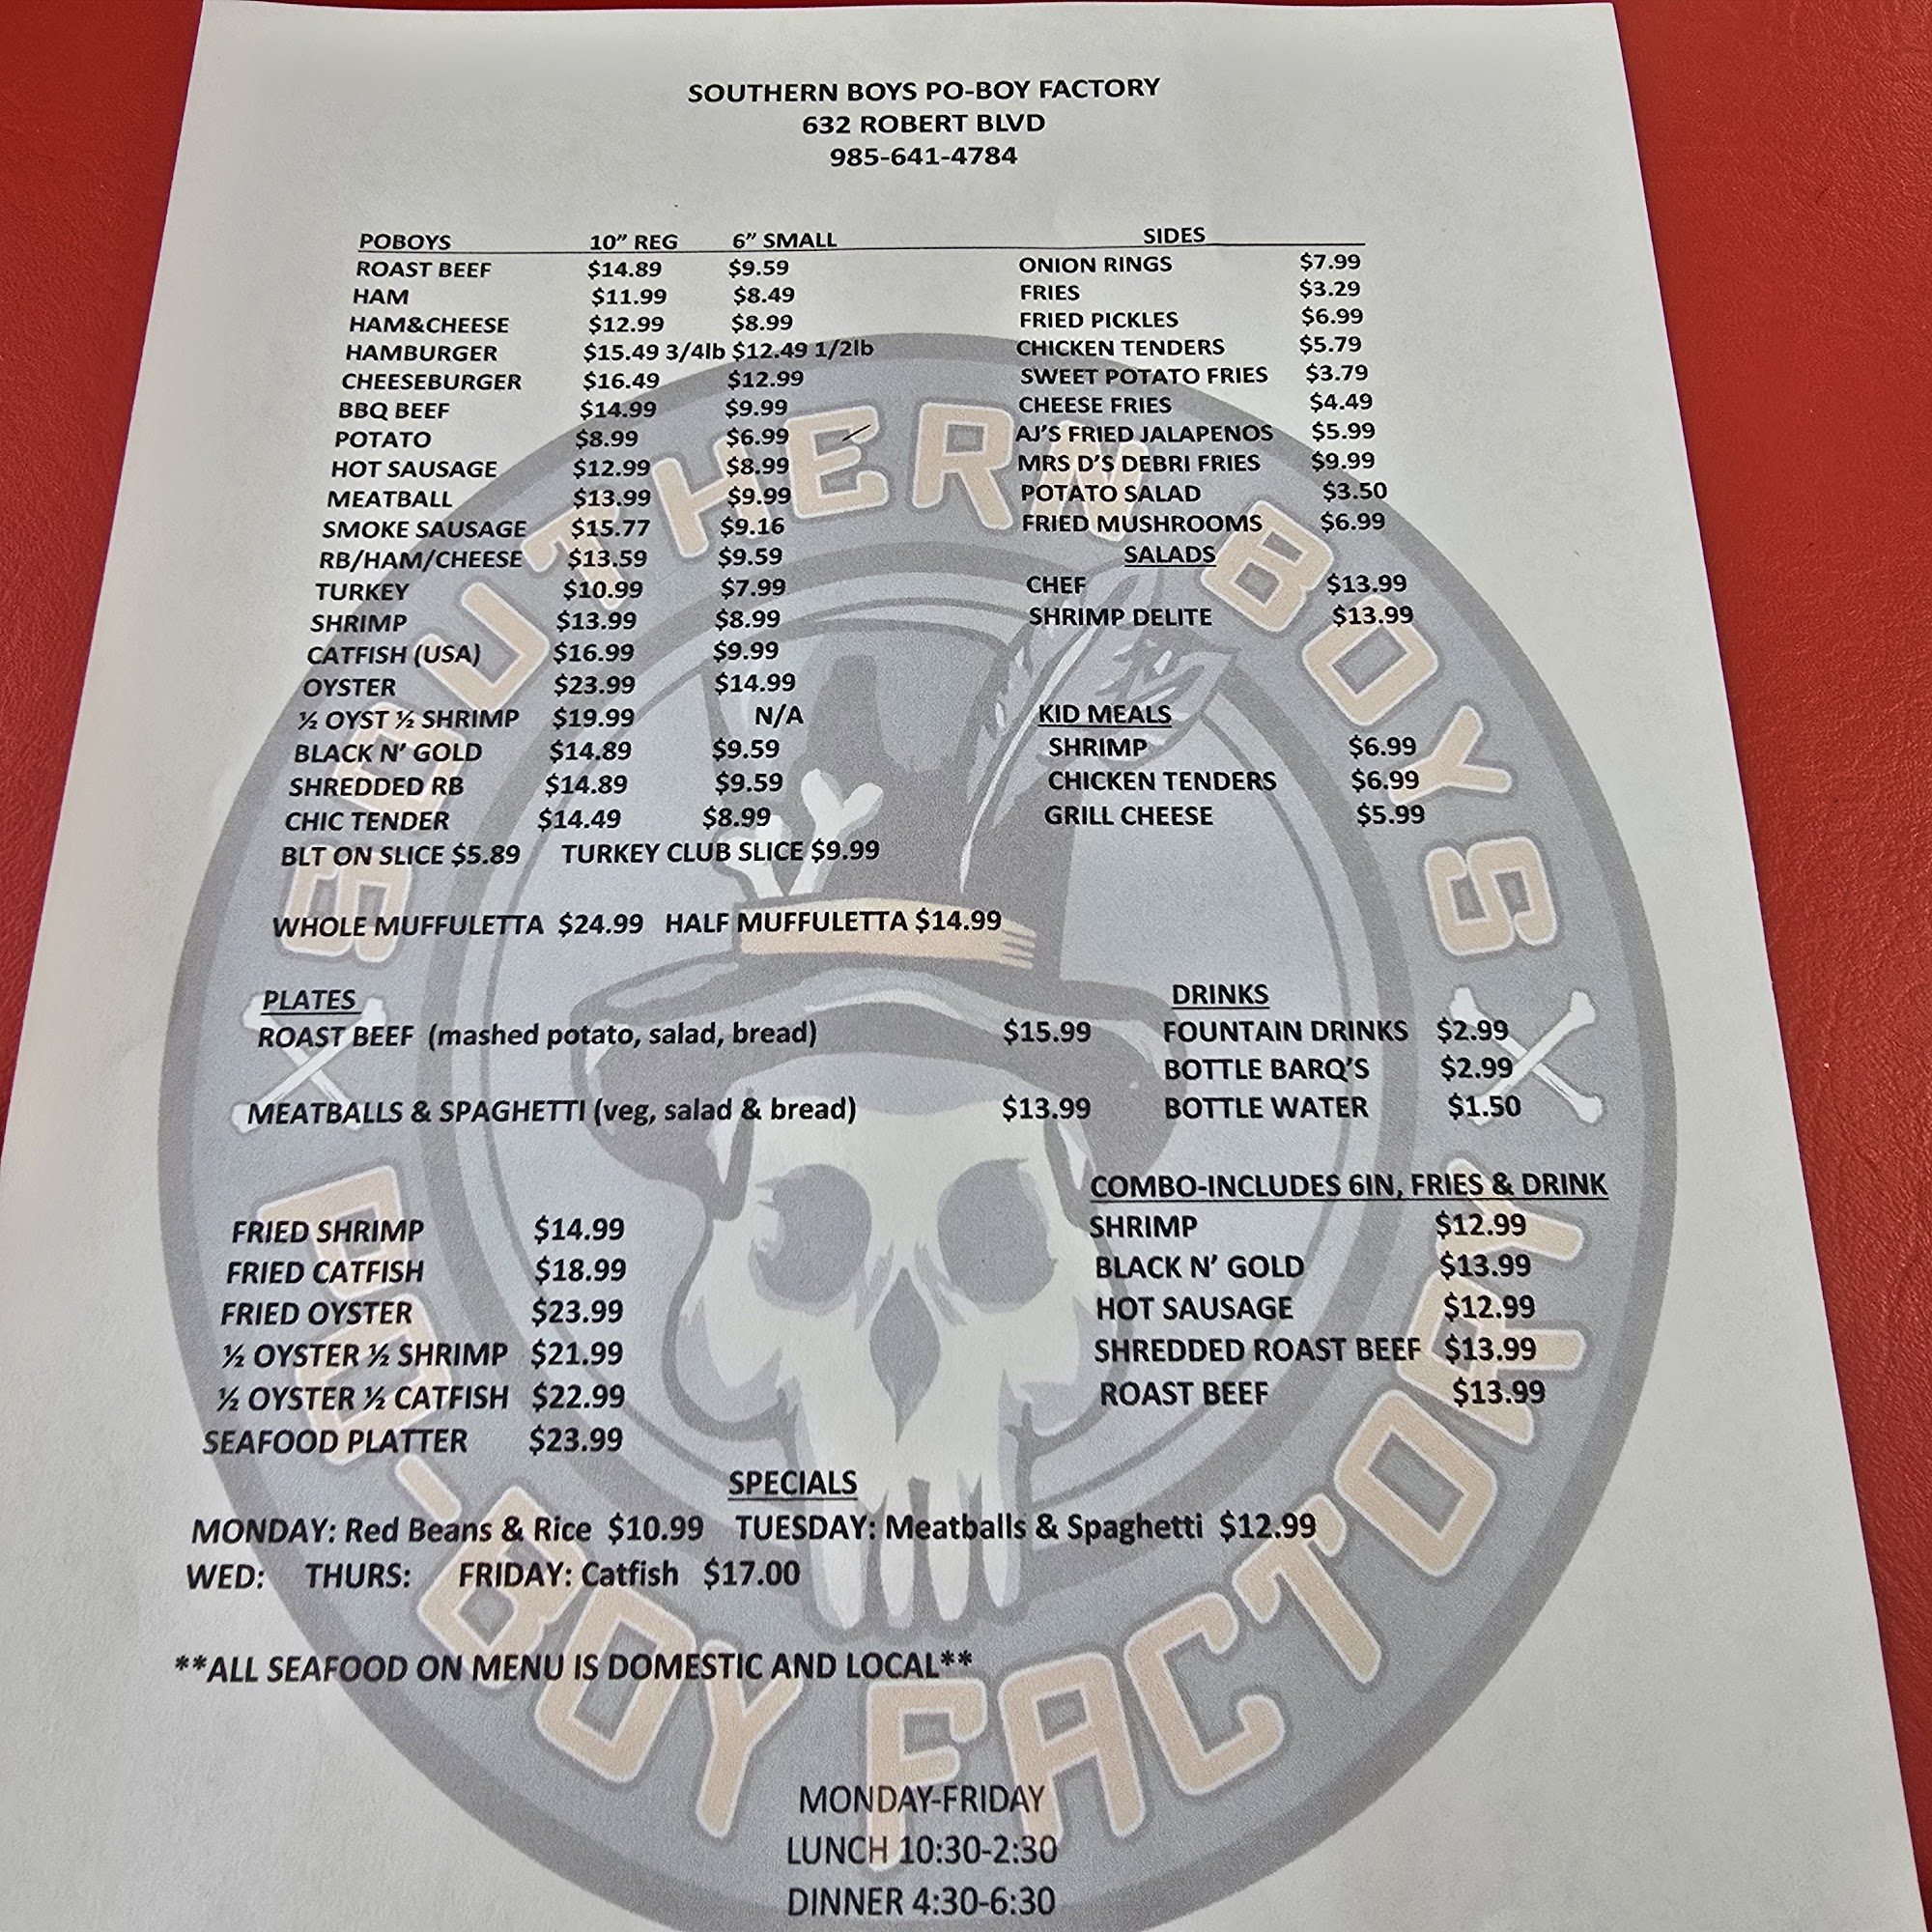 SOUTHERN BOYS PO-BOY FACTORY
632 ROBERT BLVD
985-641-4784
POBOYS 10” REG 6” SMALL
ROAST BEEF $14.89 $9.59
HAM $11.99 $8.49
HAM&CHEESE $12.99 $8.99
HAMBURGER $15.49 3/4lb $12.49 1/2lb
CHEESEBURGER $16.49 $12.99
BBQ BEEF $14.99 $9.99
POTATO $8.99 $6.99
HOT SAUSAGE $12.99 $8.99
MEATBALL $13.99 $9.99
SMOKE SAUSAGE $15.77 $9.16
RB/HAM/CHEESE $13.59 $9.59
TURKEY $10.99 $7.99
SHRIMP $13.99 $8.99
CATFISH (USA) $16.99 $9.99
OYSTER $23.99 $14.99
½ OYST ½ SHRIMP $19.99 N/A
BLACK N’ GOLD $14.89 $9.59
SHREDDED RB $14.89 $9.59
CHIC TENDER $14.49 $8.99
BLT ON SLICE $5.89 TURKEY CLUB SLICE $9.99
WHOLE MUFFULETTA $24.99 HALF MUFFULETTA $14.99
SIDES
ONION RINGS $7.99
FRIES $3.29
FRIED PICKLES $6.99
CHICKEN TENDERS $5.79
SWEET POTATO FRIES $3.79
CHEESE FRIES $4.49
AJ’S FRIED JALAPENOS $5.99
MRS D’S DEBRI FRIES $9.99
POTATO SALAD $3.50
FRIED MUSHROOMS $6.99
SALADS
CHEF $13.99
SHRIMP DELITE $13.99
KID MEALS
SHRIMP $6.99
CHICKEN TENDERS $6.99
GRILL CHEESE $5.99
PLATES
ROAST BEEF (mashed potato, salad, bread) $15.99
MEATBALLS & SPAGHETTI (veg, salad & bread) $13.99
FRIED SHRIMP $14.99
FRIED CATFISH $18.99
FRIED OYSTER $23.99
½ OYSTER ½ SHRIMP $21.99
½ OYSTER ½ CATFISH $22.99
SEAFOOD PLATTER $23.99
DRINKS
FOUNTAIN DRINKS $2.99
BOTTLE BARQ’S $2.99
BOTTLE WATER $1.50
COMBO-INCLUDES 6IN, FRIES & DRINK
SHRIMP $12.99
BLACK N’ GOLD $13.99
HOT SAUSAGE $12.99
SHREDDED ROAST BEEF $13.99
ROAST BEEF $13.99
SPECIALS
MONDAY: Red Beans & Rice $10.99 TUESDAY: Meatballs & Spaghetti $12.99
WED: THURS: FRIDAY: Catfish $17.00
**ALL SEAFOOD ON MENU IS DOMESTIC AND LOCAL**
MONDAY-FRIDAY
LUNCH 10:30-2:30
DINNER 4:30-6:30
SOUTHERN BOYS
PO-BOY FACTORY